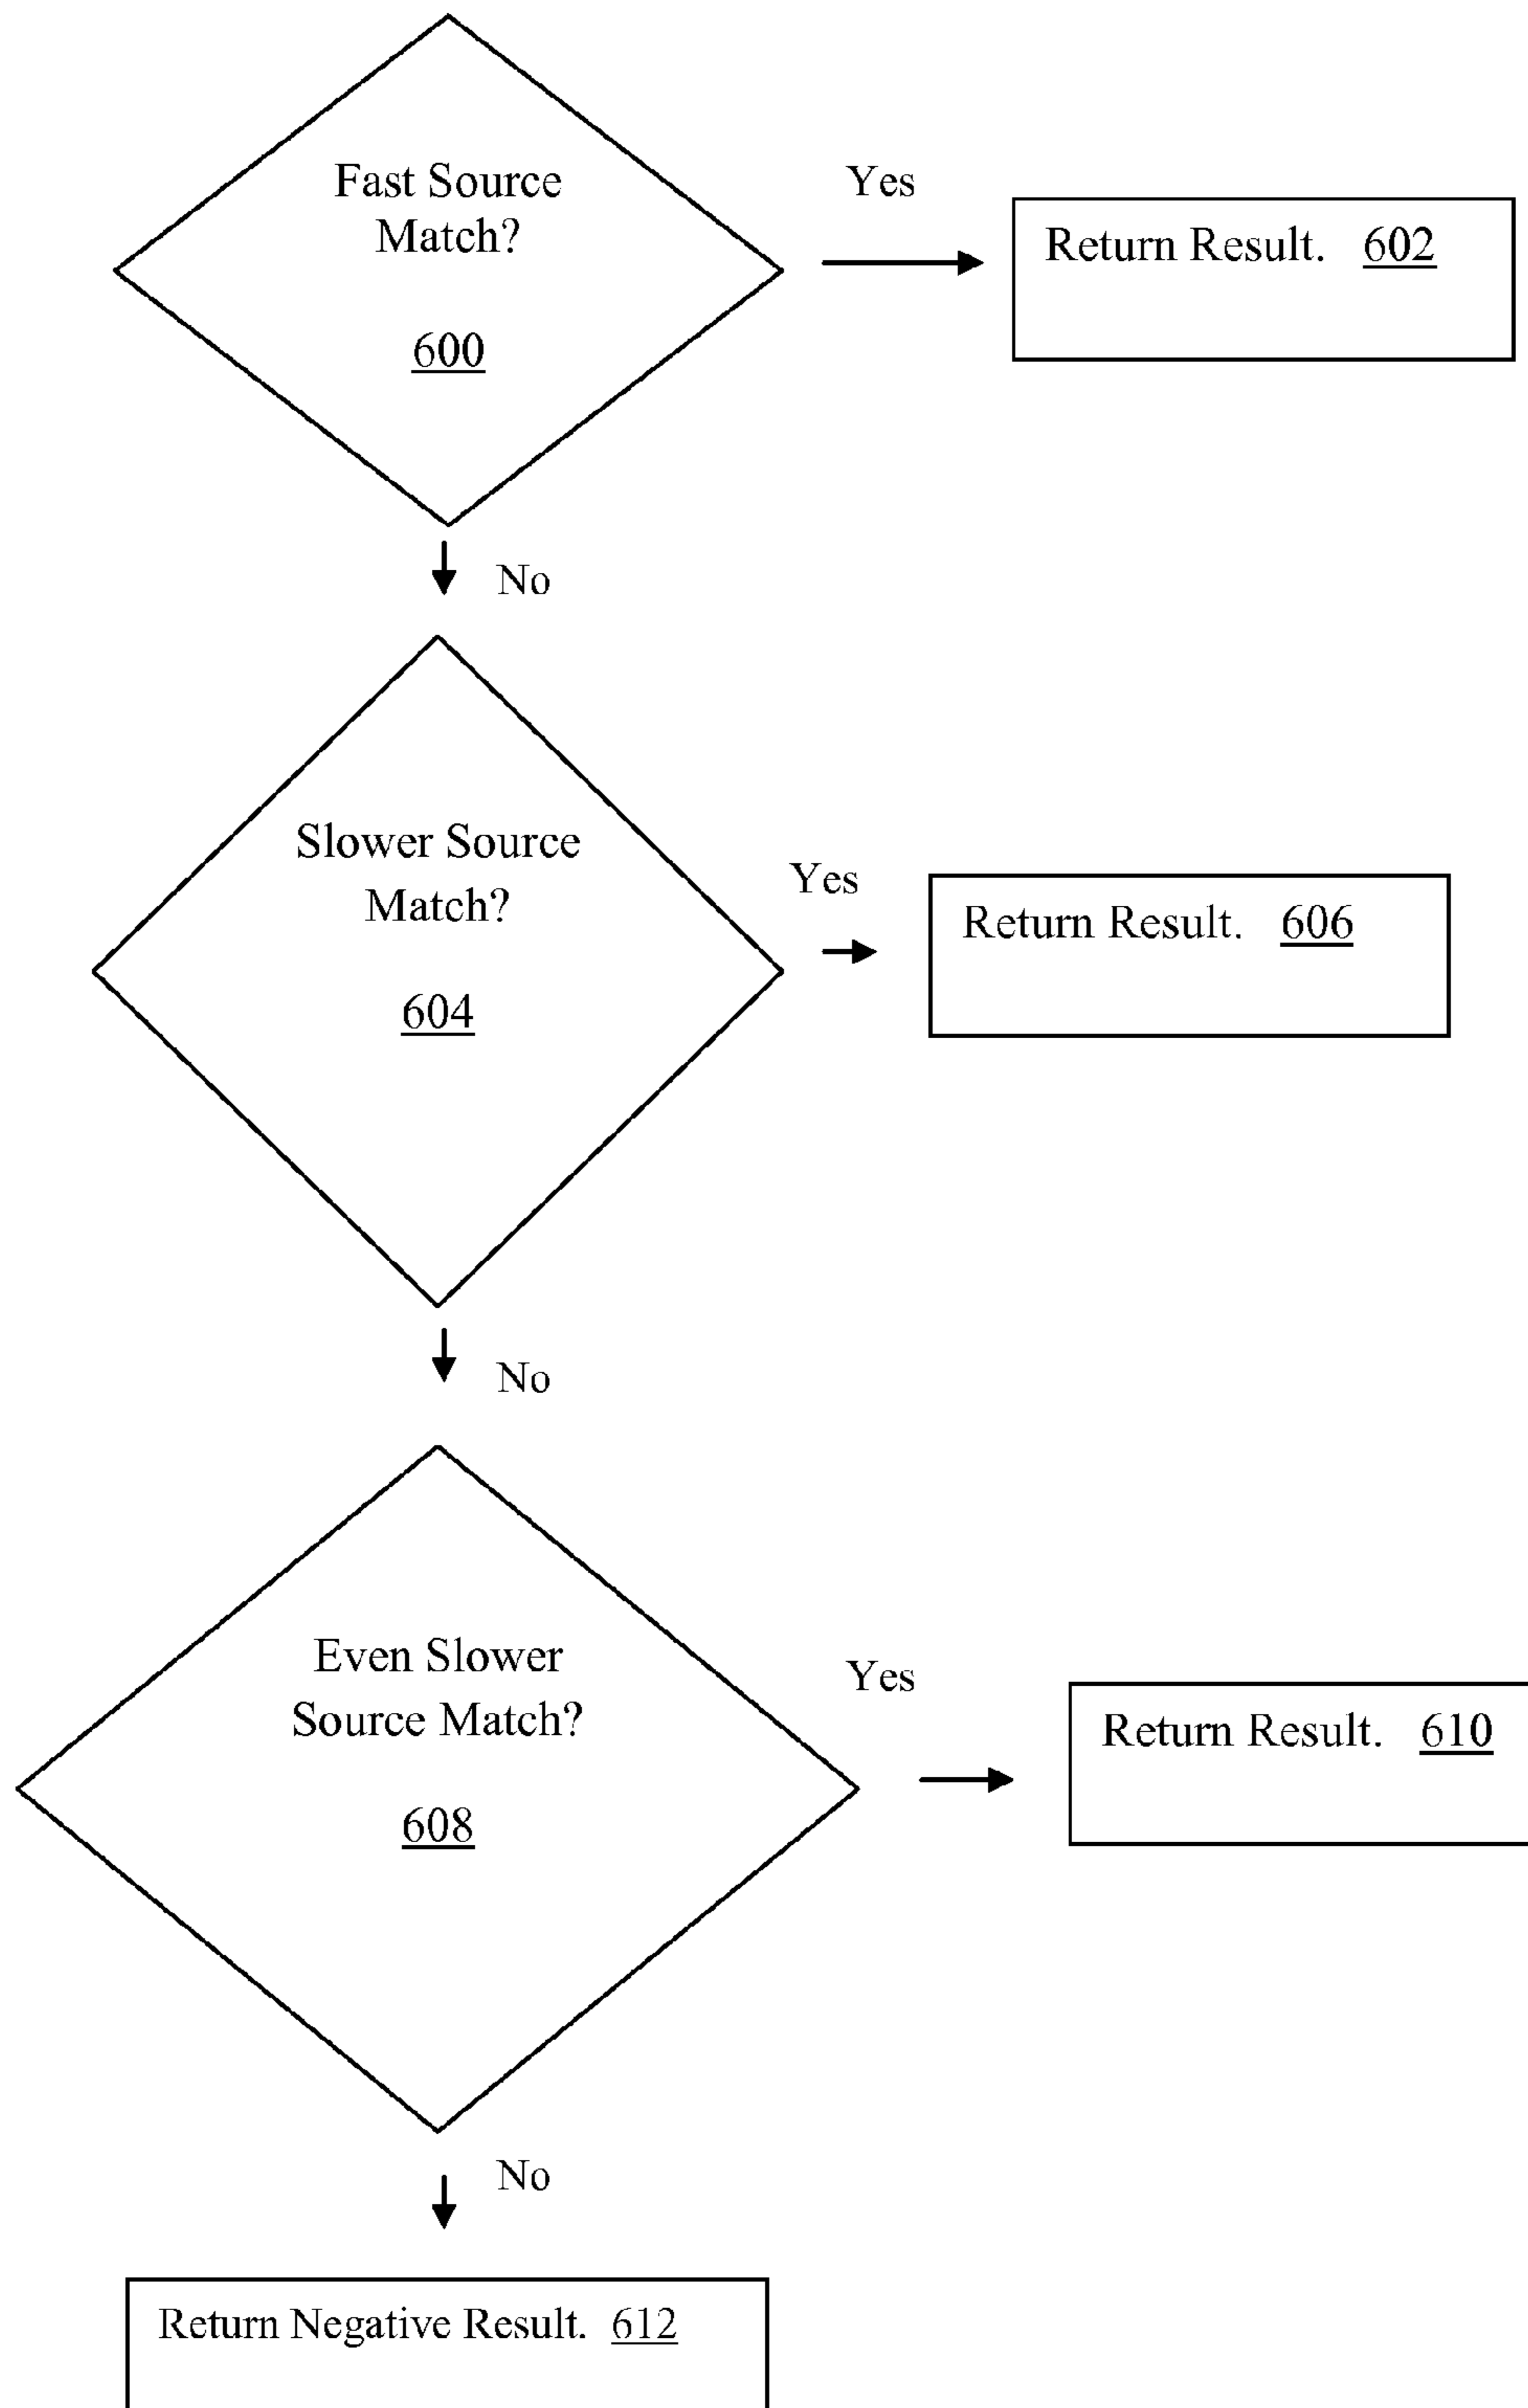 Fast Source
Match?
600
Yes
Return Result. 602
No
Slower Source
Match?
604
Yes
Return Result. 606
No
Even Slower
Source Match?
608
Yes
Return Result. 610
No
Return Negative Result. 612